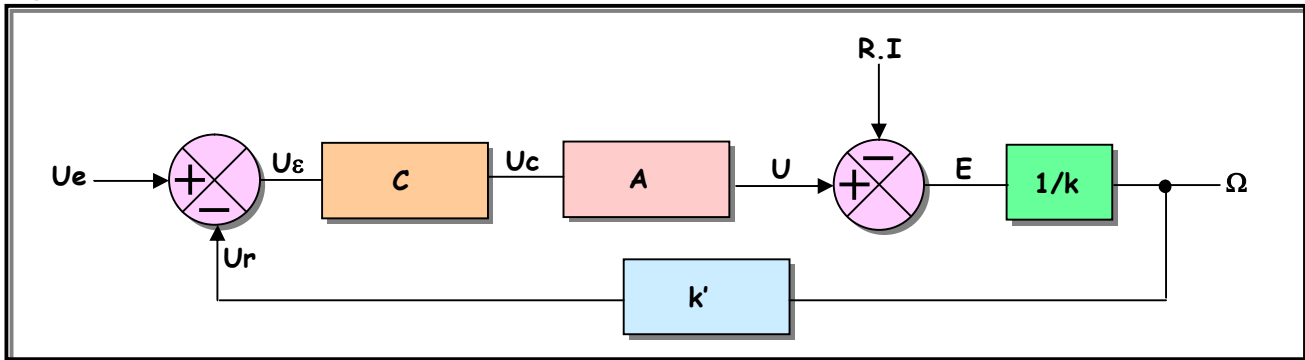 R.I
Ue
+
−
Uε
C
Uc
A
U
−
+
E
1/k
Ω
Ur
k'